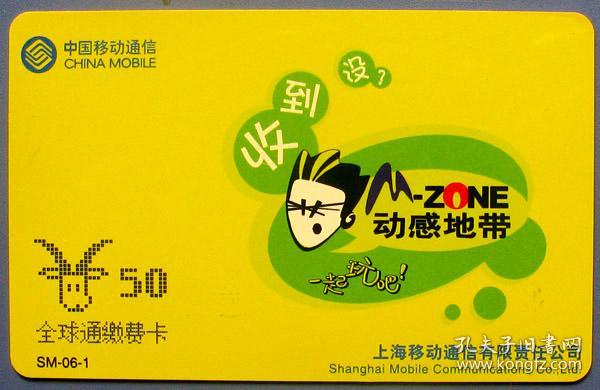 中国移动通信
CHINA MOBILE
收到没？
M-ZONE
动感地带
一起玩吧！
50
全球通缴费卡
SM-06-1
上海移动通信有限责任公司
Shanghai Mobile Communications Co.,Ltd.
孔夫子旧书网
www.kongfz.com